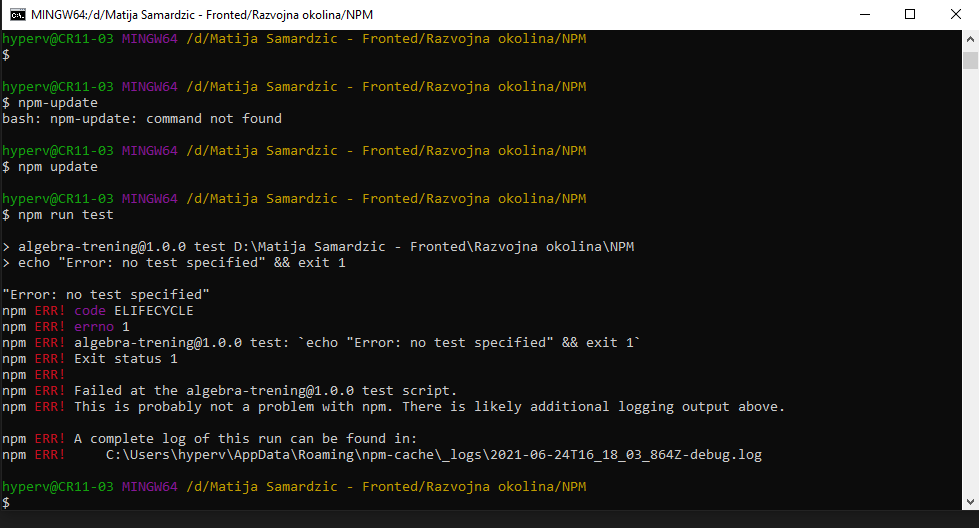 MINGW64:/d/Matija Samardzic - Fronted/Razvojna okolina/NPM
hyperv@CR11-03 MINGW64 /d/Matija Samardzic - Fronted/Razvojna okolina/NPM
$
hyperv@CR11-03 MINGW64 /d/Matija Samardzic - Fronted/Razvojna okolina/NPM
$ npm-update
bash: npm-update: command not found
hyperv@CR11-03 MINGW64 /d/Matija Samardzic - Fronted/Razvojna okolina/NPM
$ npm update
hyperv@CR11-03 MINGW64 /d/Matija Samardzic - Fronted/Razvojna okolina/NPM
$ npm run test
> algebra-trening@1.0.0 test D:\Matija Samardzic - Fronted\Razvojna okolina\NPM
> echo "Error: no test specified" && exit 1
"Error: no test specified"
npm ERR! code ELIFECYCLE
npm ERR! errno 1
npm ERR! algebra-trening@1.0.0 test: `echo "Error: no test specified" && exit 1`
npm ERR! Exit status 1
npm ERR!
npm ERR! Failed at the algebra-trening@1.0.0 test script.
npm ERR! This is probably not a problem with npm. There is likely additional logging output above.
npm ERR! A complete log of this run can be found in:
npm ERR!     C:\Users\hyperv\AppData\Roaming\npm-cache\_logs\2021-06-24T16_18_03_864Z-debug.log
hyperv@CR11-03 MINGW64 /d/Matija Samardzic - Fronted/Razvojna okolina/NPM
$